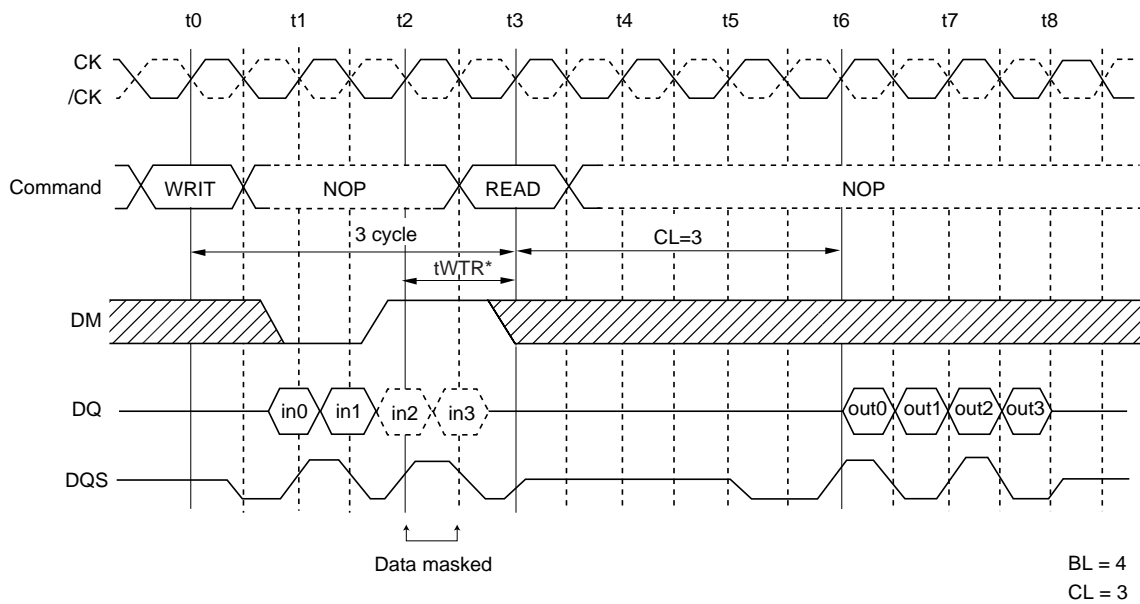 t0 t1 t2 t3 t4 t5 t6 t7 t8
CK
/CK
Command WRIT NOP READ NOP
3 cycle CL=3
tWTR*
DM
DQ in0 in1 in2 in3 out0 out1 out2 out3
DQS
Data masked
BL = 4
CL = 3